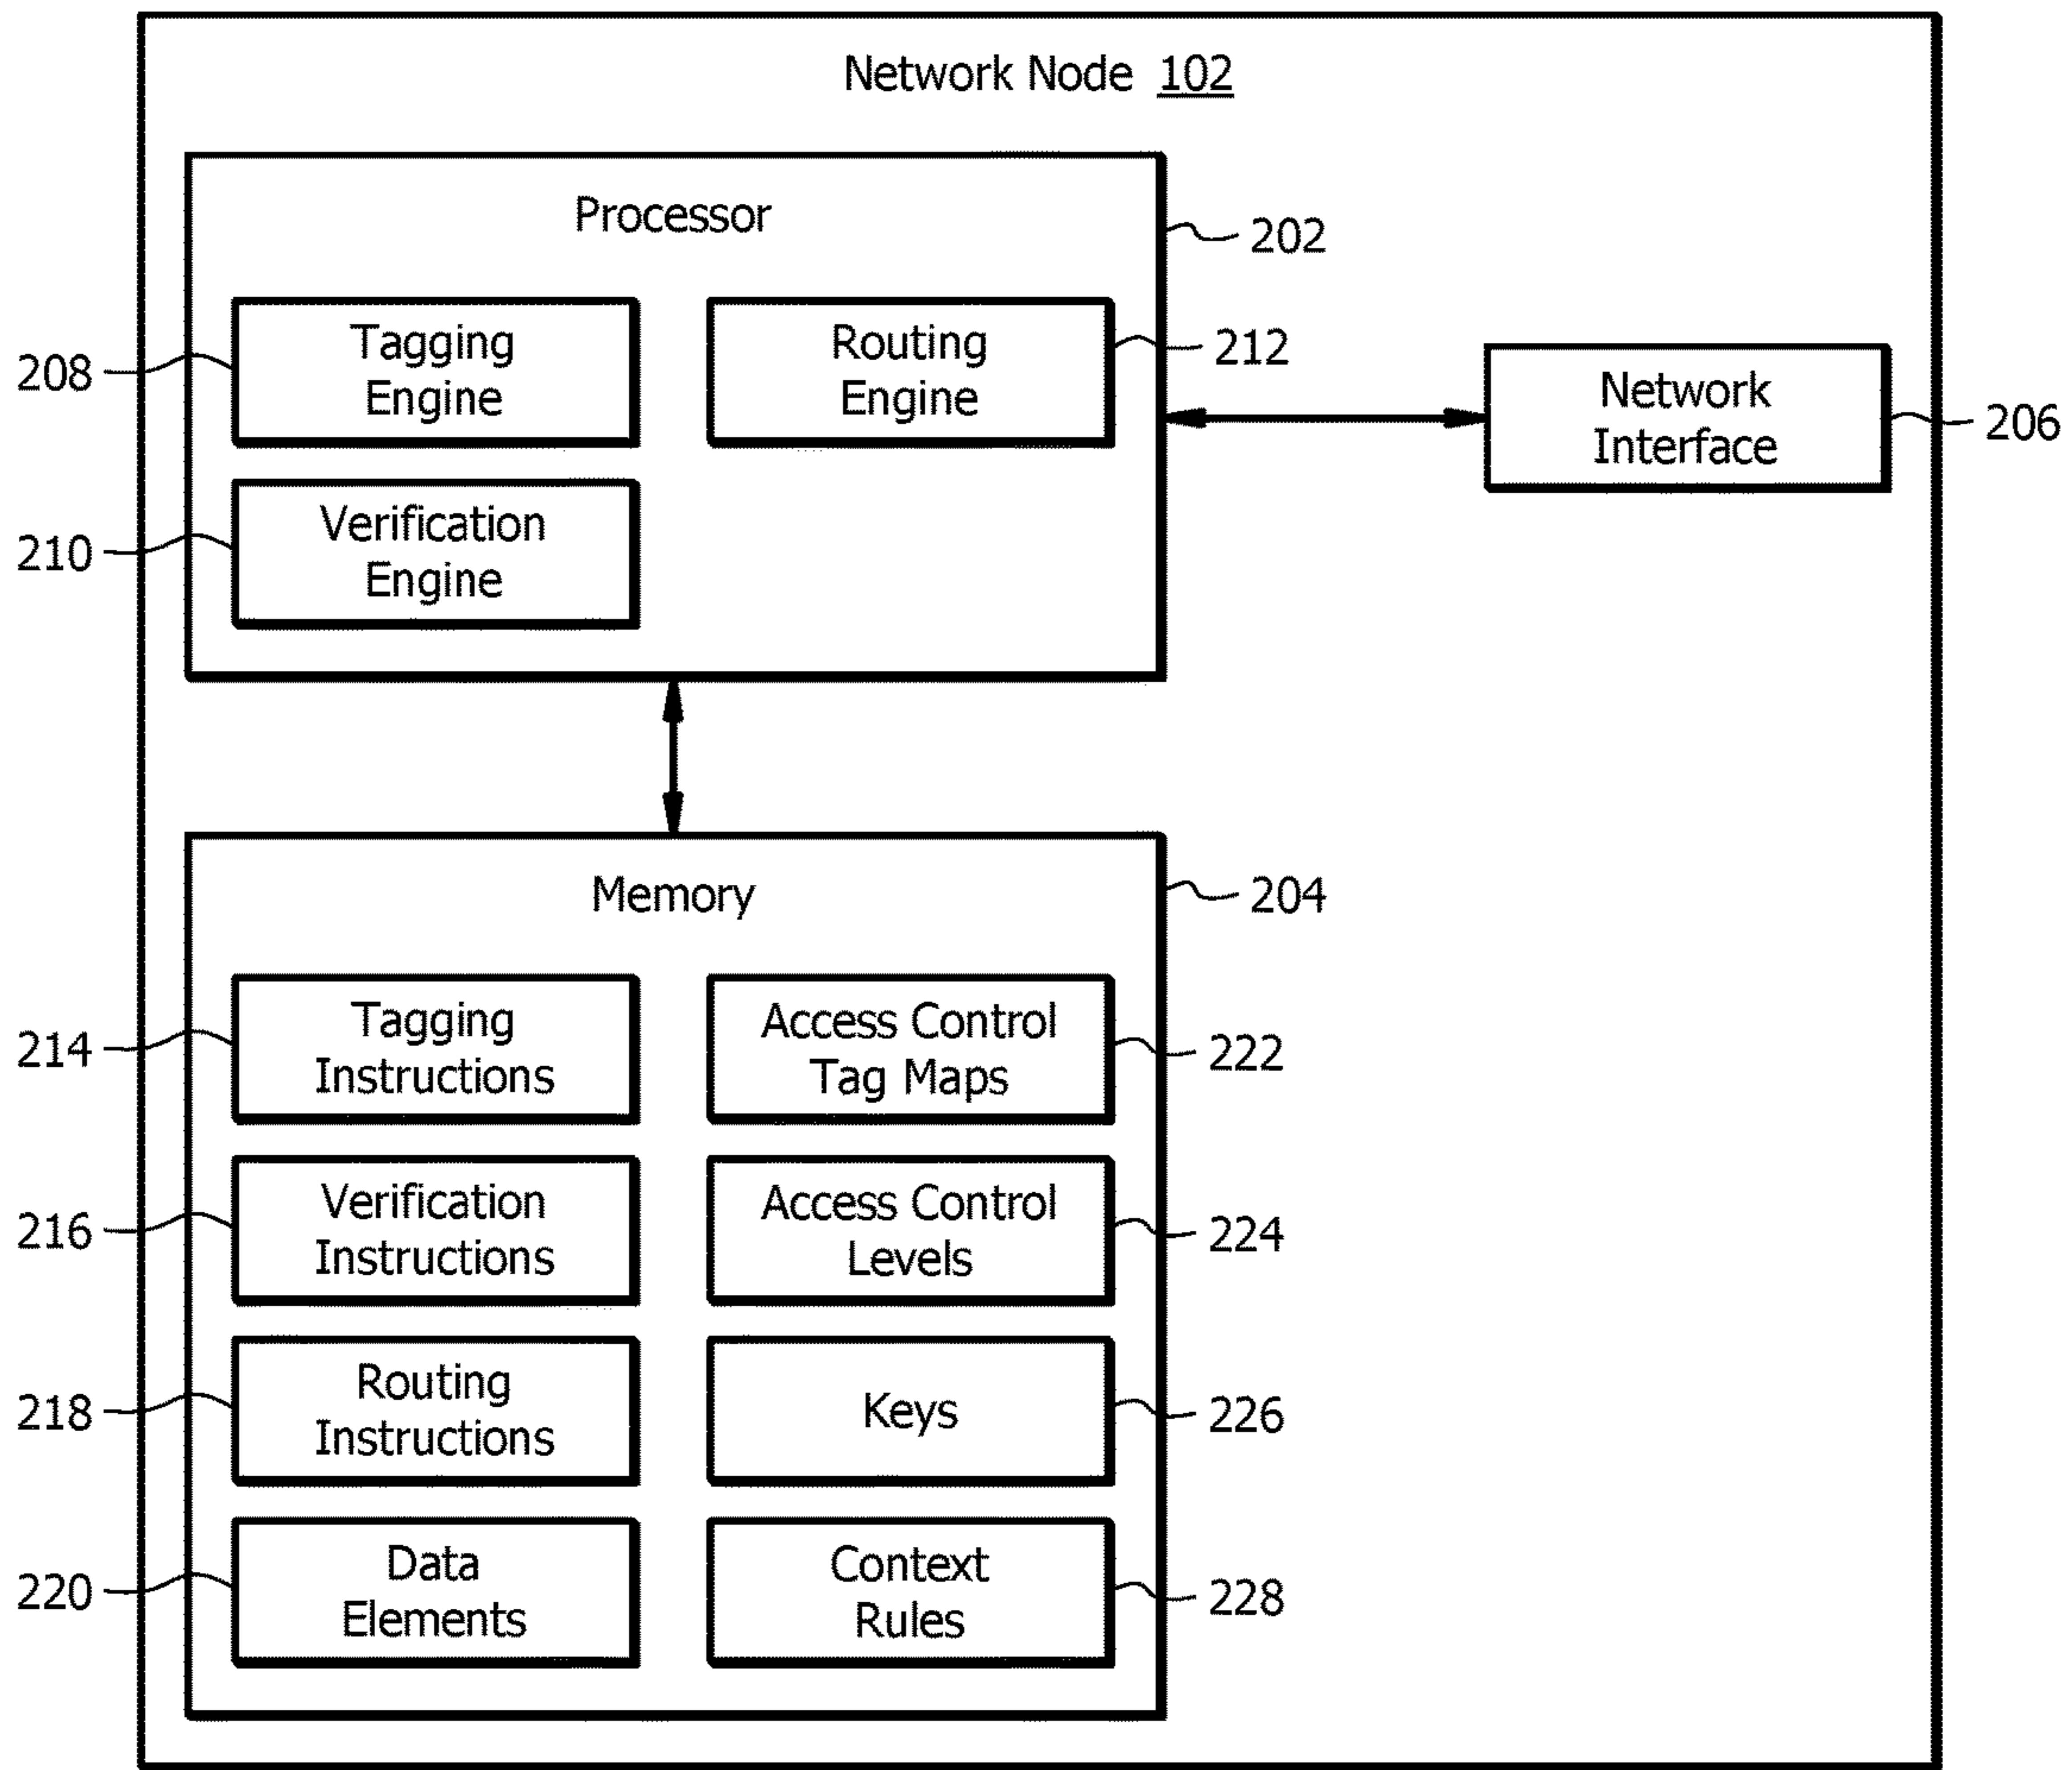 Network Node 102
Processor
202
Tagging
Engine
208
Routing
Engine
212
Network
Interface
206
Verification
Engine
210
Memory
204
Tagging
Instructions
214
Access Control
Tag Maps
222
Verification
Instructions
216
Access Control
Levels
224
Routing
Instructions
218
Keys
226
Data
Elements
220
Context
Rules
228